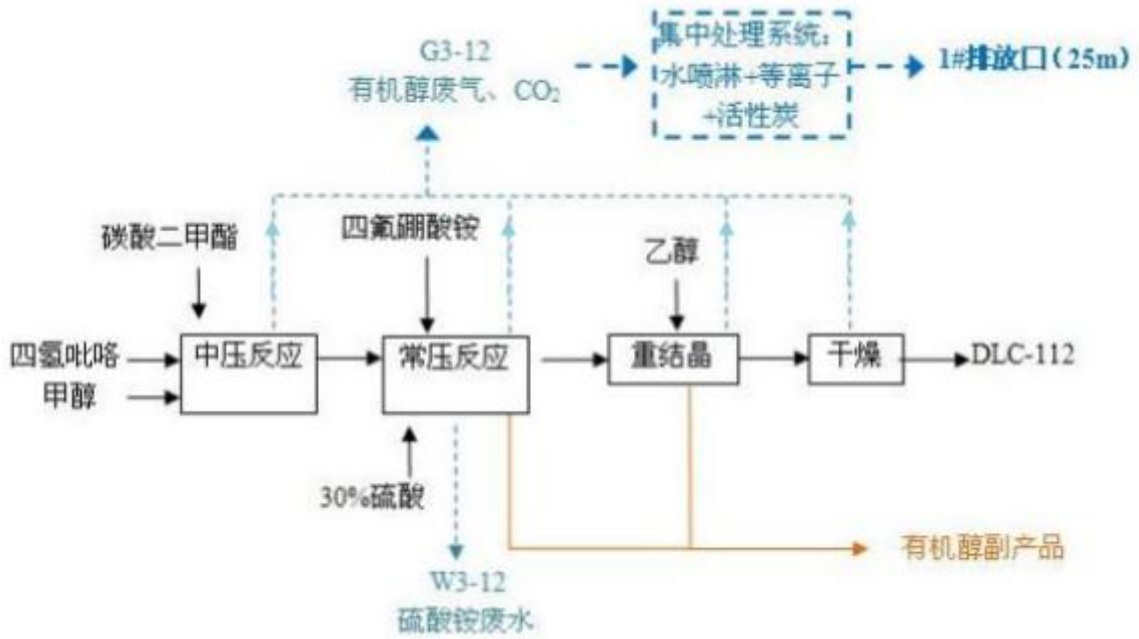 G3-12
有机醇废气、CO₂
集中处理系统：
水喷淋+等离子
+活性炭
1#排放口（25m）
碳酸二甲酯
四氟硼酸铵
乙醇
四氢吡咯
甲醇
中压反应
常压反应
重结晶
干燥
DLC-112
30%硫酸
W3-12
硫酸铵废水
有机醇副产品